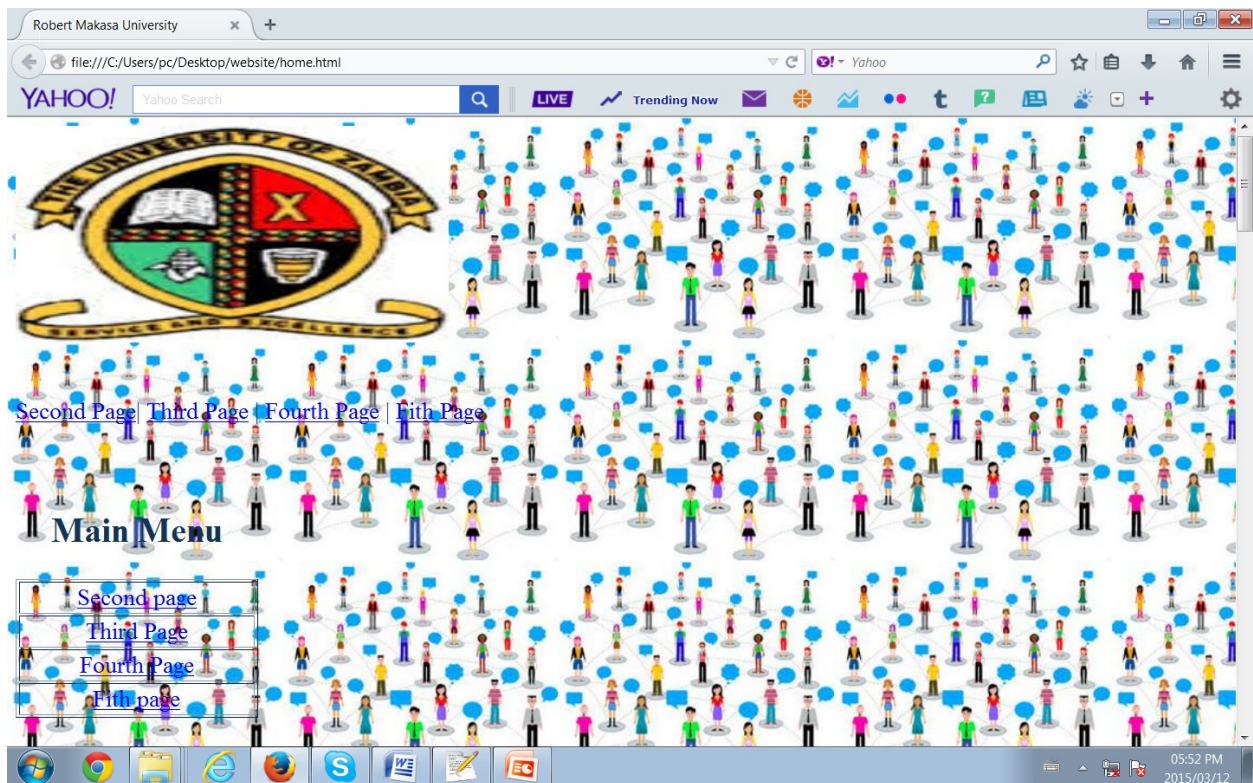 Robert Makasa University
file:///C:/Users/pc/Desktop/website/home.html
Yahoo
YAHOO!
Yahoo Search
LIVE
Trending Now
THE UNIVERSITY OF ZAMBIA
SERVICE AND EXCELLENCE
Second Page| Third Page | Fourth Page | Fith Page
Main Menu
Second page
Third Page
Fourth Page
Fith page
05:52 PM
2015/03/12